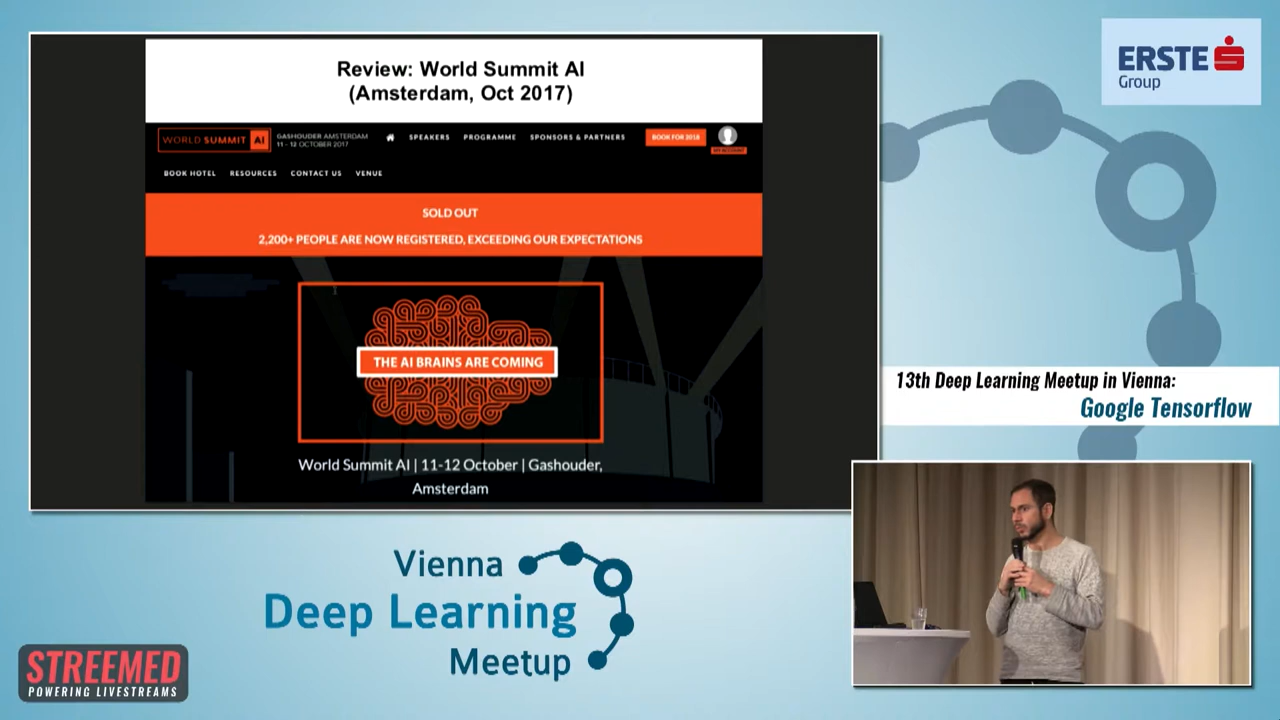 Review: World Summit AI
(Amsterdam, Oct 2017)
WORLD SUMMIT AI
GASHOUDER AMSTERDAM
11 - 12 OCTOBER 2017
SPEAKERS PROGRAMME SPONSORS & PARTNERS
BOOK FOR 2018
MY ACCOUNT
BOOK HOTEL RESOURCES CONTACT US VENUE
SOLD OUT
2,200+ PEOPLE ARE NOW REGISTERED, EXCEEDING OUR EXPECTATIONS
THE AI BRAINS ARE COMING
World Summit AI | 11-12 October | Gashouder,
Amsterdam
ERSTE
Group
13th Deep Learning Meetup in Vienna:
Google Tensorflow
Vienna
Deep Learning
Meetup
STREEMED
POWERING LIVESTREAMS